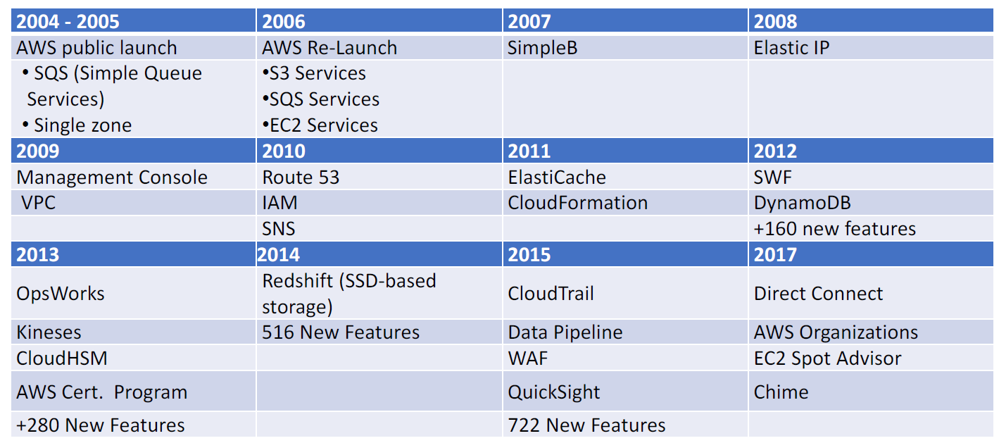 2004 - 2005 2006 2007 2008
AWS public launch AWS Re-Launch SimpleB Elastic IP
• SQS (Simple Queue
Services)
• Single zone
•S3 Services
•SQS Services
•EC2 Services
2009 2010 2011 2012
Management Console Route 53 ElastiCache SWF
VPC IAM CloudFormation DynamoDB
SNS +160 new features
2013 2014 2015 2017
OpsWorks Redshift (SSD-based
storage) CloudTrail Direct Connect
Kineses 516 New Features Data Pipeline AWS Organizations
CloudHSM WAF EC2 Spot Advisor
AWS Cert.  Program QuickSight Chime
+280 New Features 722 New Features